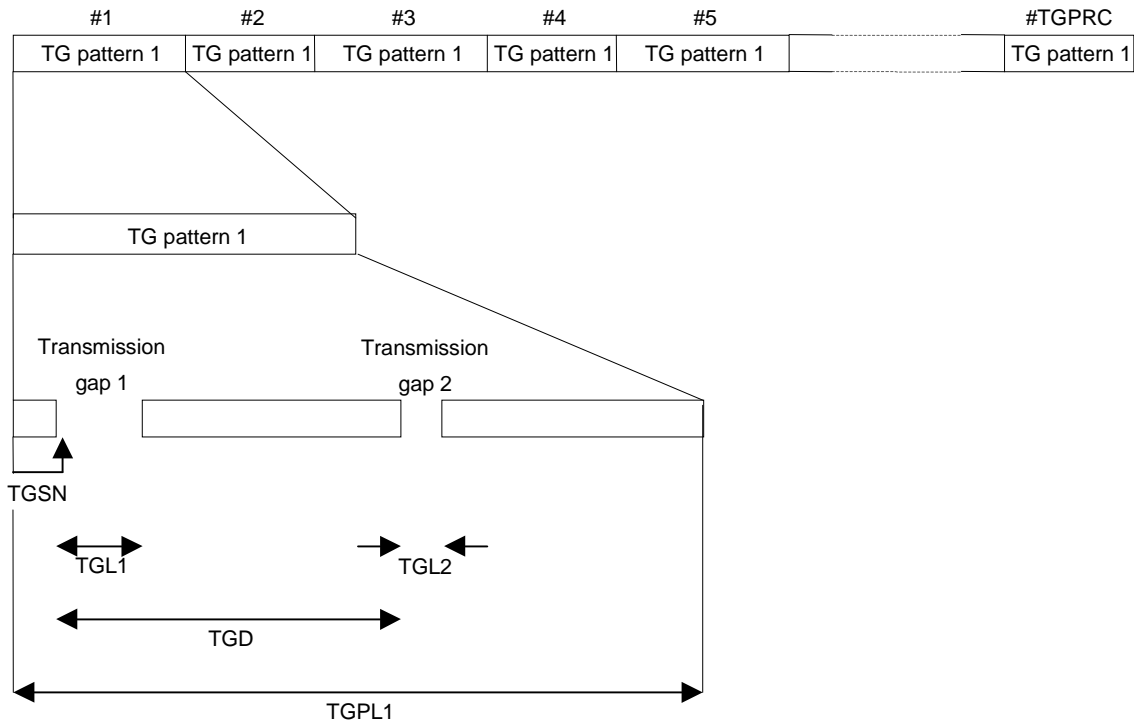 #1 #2 #3 #4 #5 #TGPRC
TG pattern 1 TG pattern 1 TG pattern 1 TG pattern 1 TG pattern 1 TG pattern 1
TG pattern 1
Transmission gap 1
Transmission gap 2
TGSN
TGL1
TGL2
TGD
TGPL1